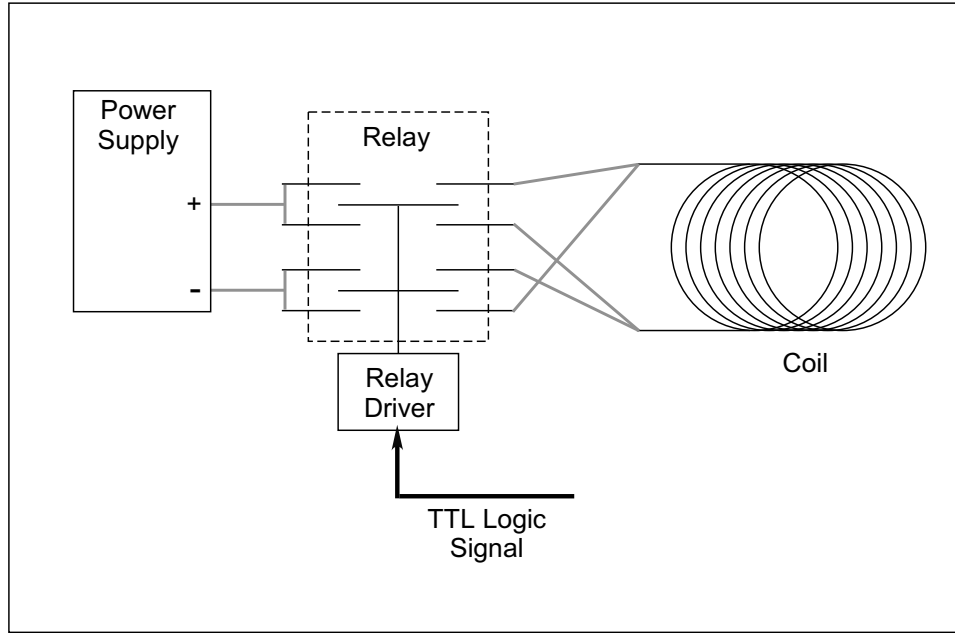 Power
Supply
+
-
Relay
Relay
Driver
TTL Logic
Signal
Coil